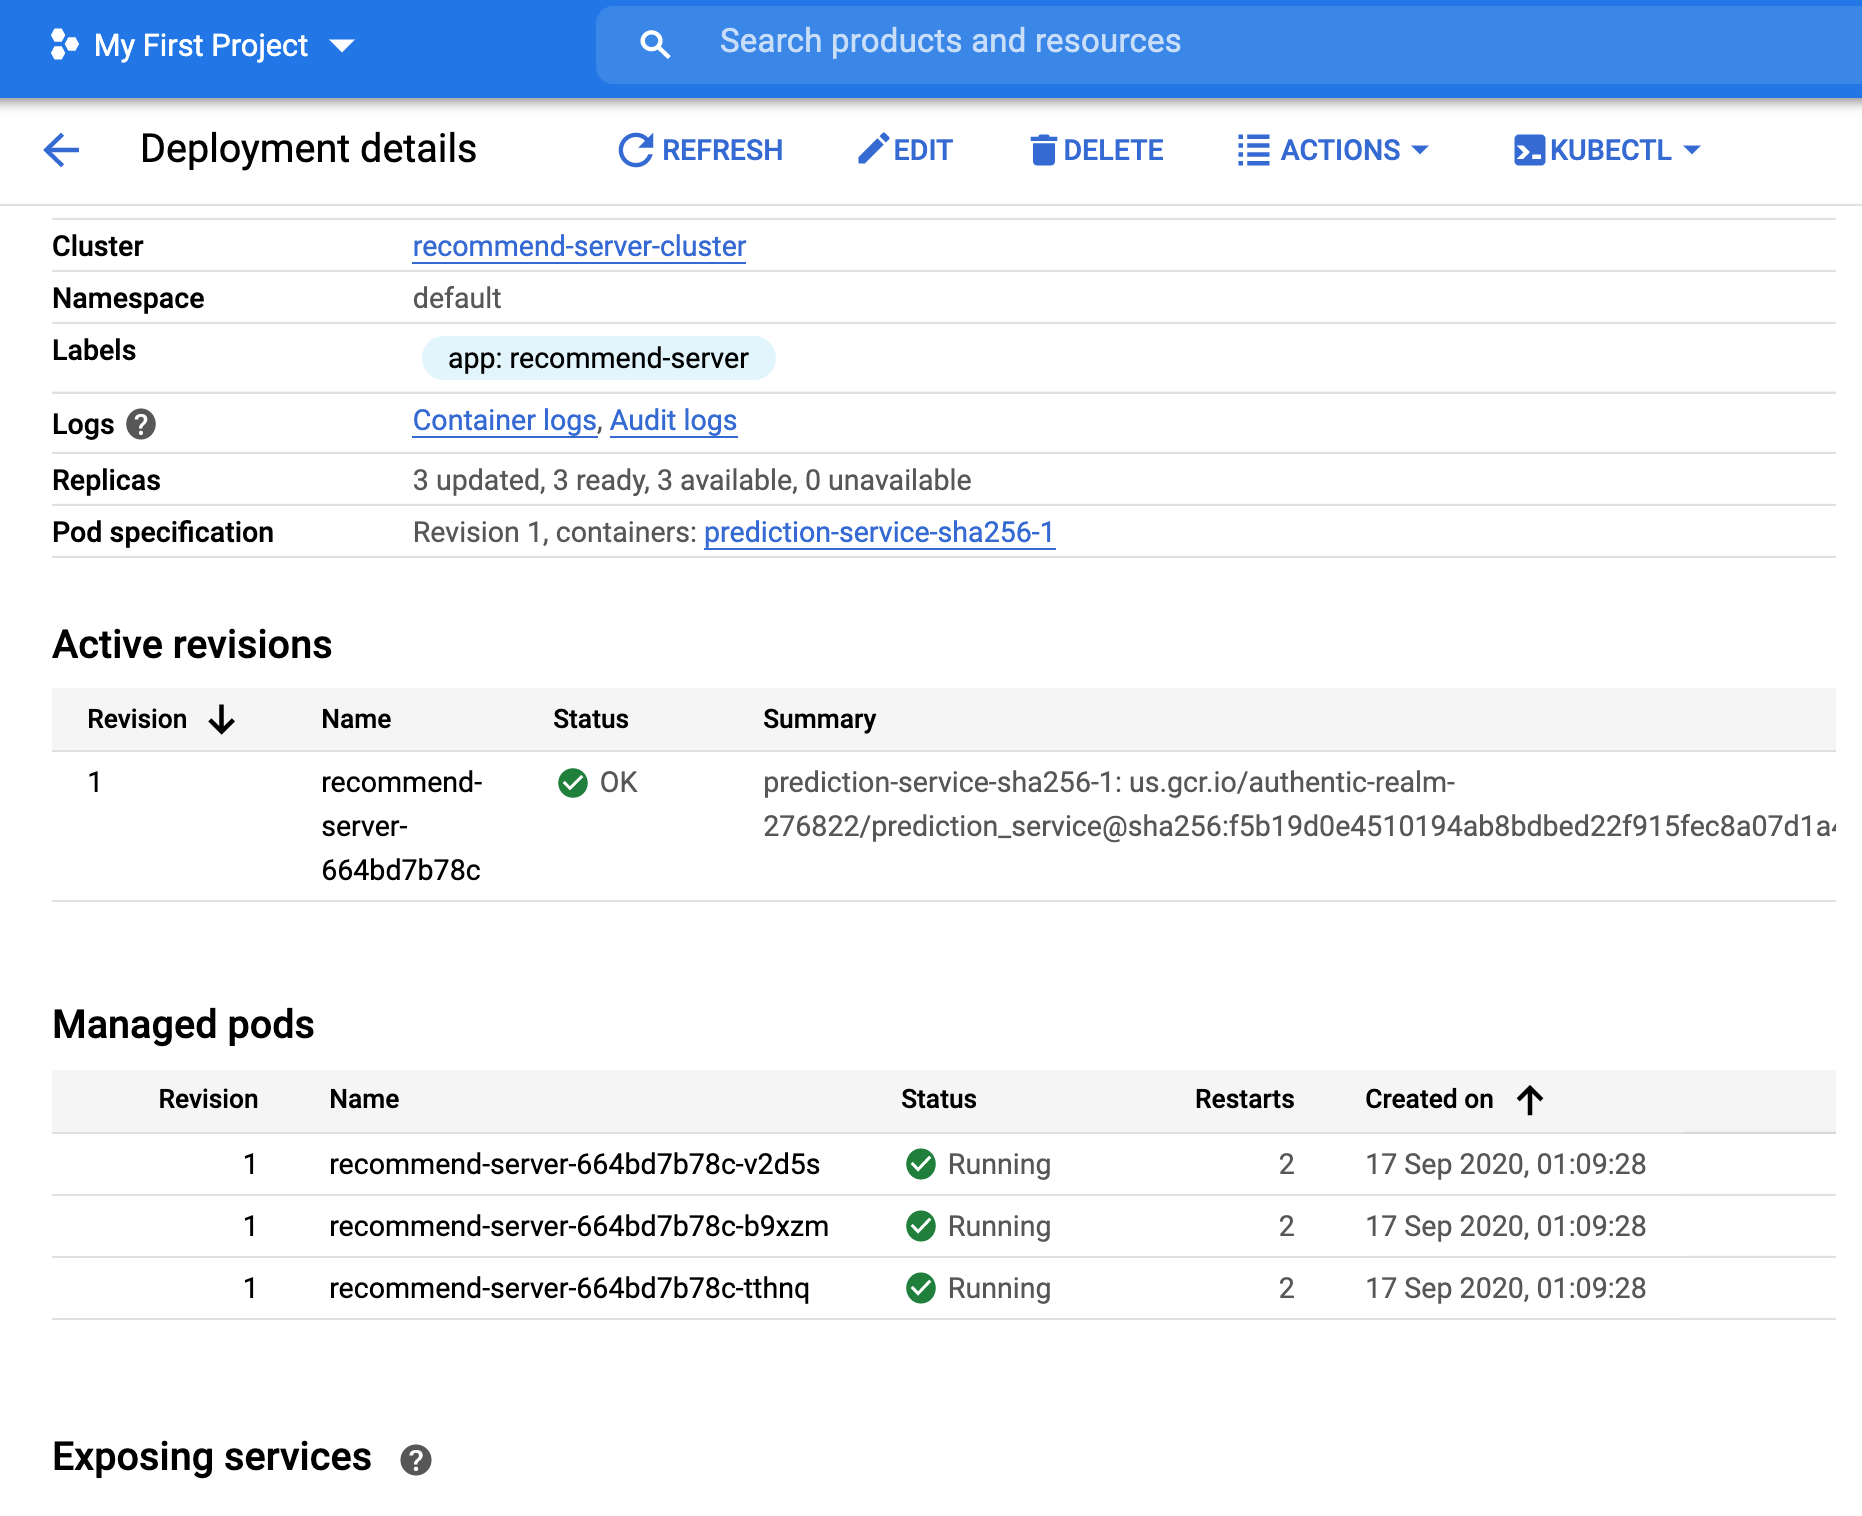 My First Project
Search products and resources
Deployment details
REFRESH
EDIT
DELETE
ACTIONS
KUBECTL
Cluster recommend-server-cluster
Namespace default
Labels app: recommend-server
Logs ? Container logs, Audit logs
Replicas 3 updated, 3 ready, 3 available, 0 unavailable
Pod specification Revision 1, containers: prediction-service-sha256-1
Active revisions
Revision Name Status Summary
1 recommend- OK prediction-service-sha256-1: us.gcr.io/authentic-realm-
server- 276822/prediction_service@sha256:f5b19d0e4510194ab8bdbed22f915fec8a07d1a4
664bd7b78c
Managed pods
Revision Name Status Restarts Created on
1 recommend-server-664bd7b78c-v2d5s Running 2 17 Sep 2020, 01:09:28
1 recommend-server-664bd7b78c-b9xzm Running 2 17 Sep 2020, 01:09:28
1 recommend-server-664bd7b78c-tthnq Running 2 17 Sep 2020, 01:09:28
Exposing services ?